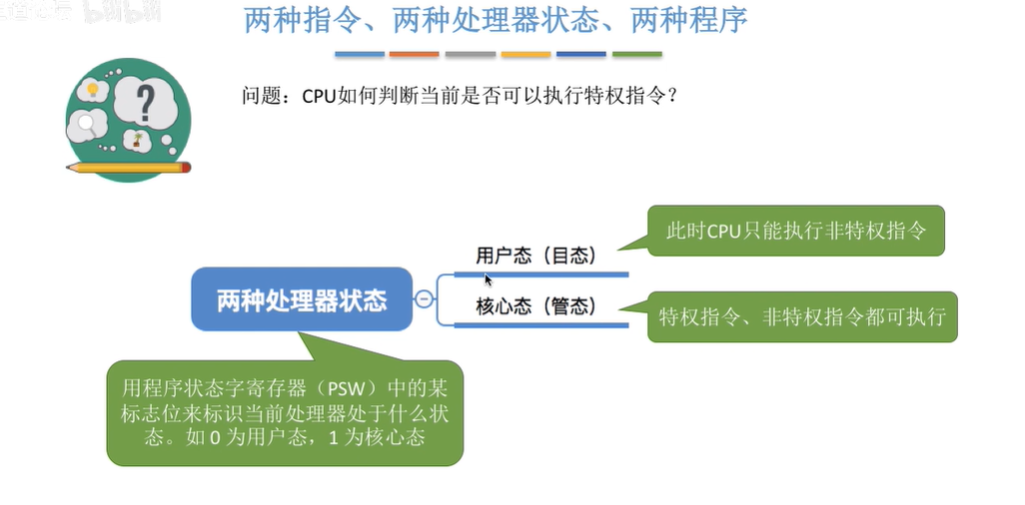 bilibili
两种指令、两种处理器状态、两种程序
问题：CPU如何判断当前是否可以执行特权指令？
?
此时CPU只能执行非特权指令
用户态（目态）
两种处理器状态
核心态（管态）
特权指令、非特权指令都可执行
用程序状态字寄存器（PSW）中的某
标志位来标识当前处理器处于什么状
态。如 0 为用户态，1 为核心态